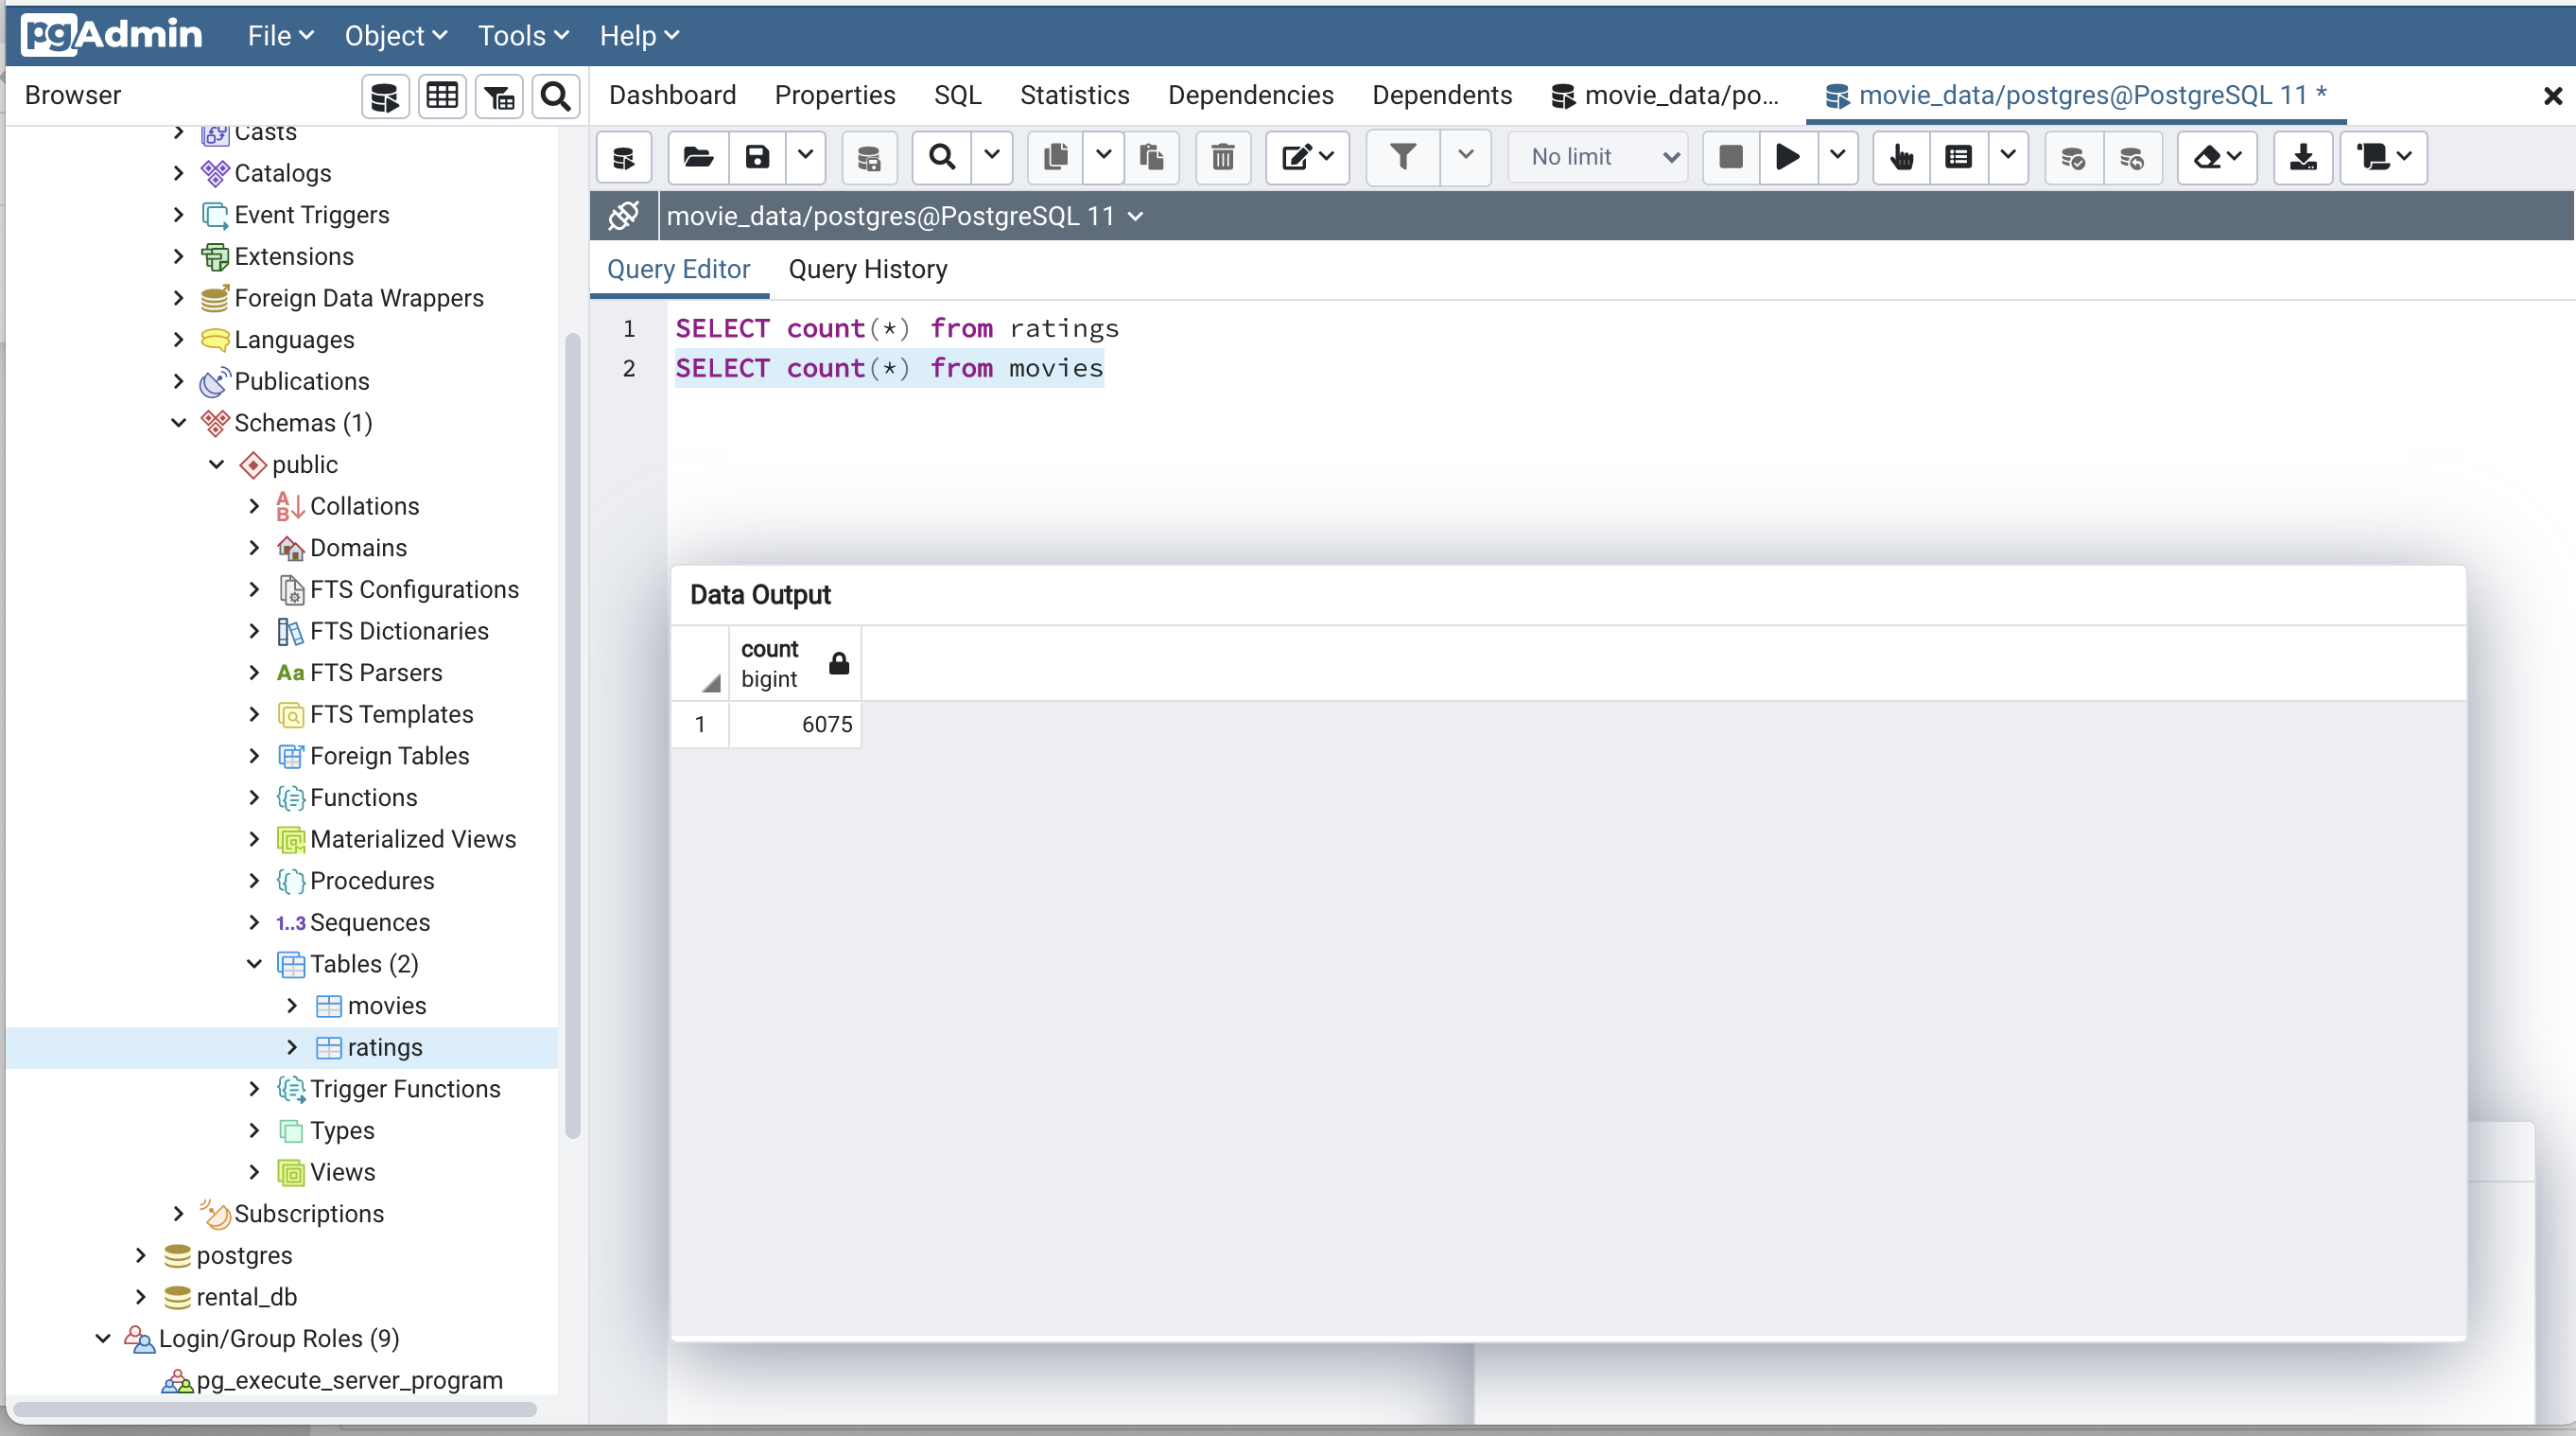 pgAdmin File Object Tools Help
Browser
Dashboard Properties SQL Statistics Dependencies Dependents movie_data/po... movie_data/postgres@PostgreSQL 11 *
No limit
movie_data/postgres@PostgreSQL 11
Query Editor Query History
1 SELECT count(*) from ratings
2 SELECT count(*) from movies
Data Output
count
bigint
1 6075
Casts
Catalogs
Event Triggers
Extensions
Foreign Data Wrappers
Languages
Publications
Schemas (1)
public
Collations
Domains
FTS Configurations
FTS Dictionaries
Aa FTS Parsers
FTS Templates
Foreign Tables
Functions
Materialized Views
Procedures
1..3 Sequences
Tables (2)
movies
ratings
Trigger Functions
Types
Views
Subscriptions
postgres
rental_db
Login/Group Roles (9)
pg_execute_server_program